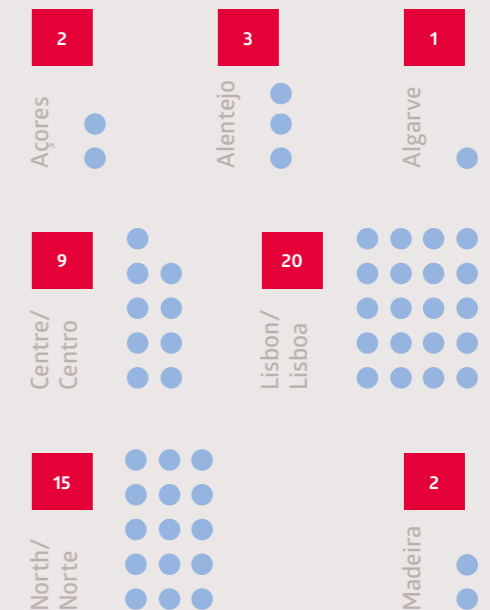 2
Açores
3
Alentejo
1
Algarve
9
Centre/
Centro
20
Lisbon/
Lisboa
15
North/
Norte
2
Madeira